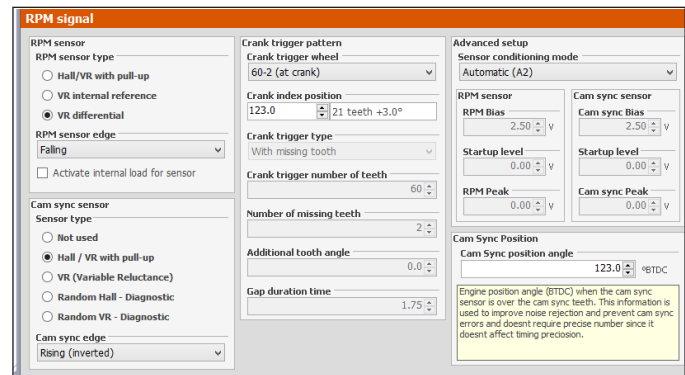 RPM signal
RPM sensor
RPM sensor type
Hall/VR with pull-up
VR internal reference
VR differential
RPM sensor edge
Falling
Activate internal load for sensor
Cam sync sensor
Sensor type
Not used
Hall / VR with pull-up
VR (Variable Reluctance)
Random Hall - Diagnostic
Random VR - Diagnostic
Cam sync edge
Rising (inverted)
Crank trigger pattern
Crank trigger wheel
60-2 (at crank)
Crank index position
123.0 21 teeth +3.0°
Crank trigger type
With missing tooth
Crank trigger number of teeth
60
Number of missing teeth
2
Additional tooth angle
0.0
Gap duration time
1.75
Advanced setup
Sensor conditioning mode
Automatic (A2)
RPM sensor
RPM Bias
2.50 V
Startup level
0.00 V
RPM Peak
0.00 V
Cam sync sensor
Cam sync Bias
2.50 V
Startup level
0.00 V
Cam sync Peak
0.00 V
Cam Sync Position
Cam Sync position angle
123.0 ºBTDC
Engine position angle (BTDC) when the cam sync
sensor is over the cam sync teeth. This information is
used to improve noise rejection and prevent cam sync
errors and doesnt require precise number since it
doesnt affect timing preciosion.